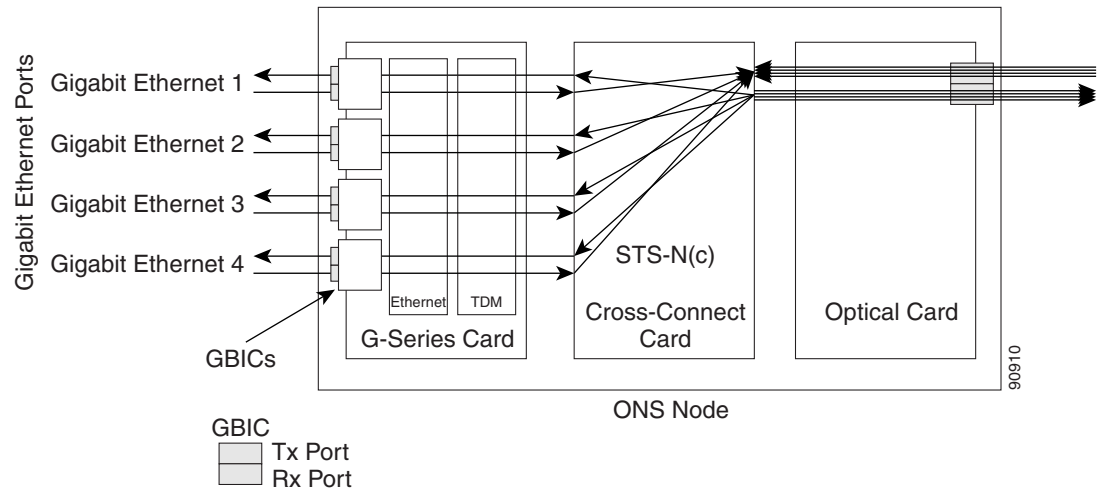 Gigabit Ethernet Ports
Gigabit Ethernet 1
Gigabit Ethernet 2
Gigabit Ethernet 3
Gigabit Ethernet 4
GBICs
Ethernet
TDM
G-Series Card
STS-N(c)
Cross-Connect
Card
Optical Card
90910
ONS Node
GBIC
Tx Port
Rx Port